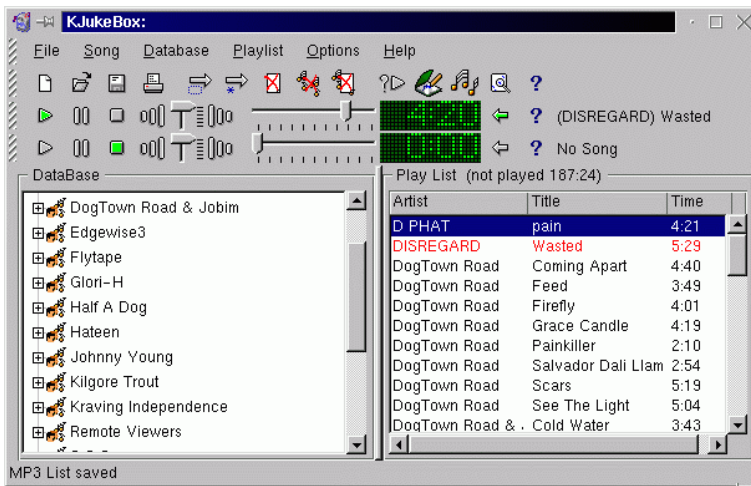 KJukeBox:
File Song Database Playlist Options Help
4:20 ? (DISREGARD) Wasted
0:00 ? No Song
DataBase
DogTown Road & Jobim
Edgewise3
Flytape
Glori-H
Half A Dog
Hateen
Johnny Young
Kilgore Trout
Kraving Independence
Remote Viewers
Play List (not played 187:24)
Artist Title Time
D PHAT pain 4:21
DISREGARD Wasted 5:29
DogTown Road Coming Apart 4:40
DogTown Road Feed 3:49
DogTown Road Firefly 4:01
DogTown Road Grace Candle 4:19
DogTown Road Painkiller 2:10
DogTown Road Salvador Dali Llam 2:54
DogTown Road Scars 5:19
DogTown Road See The Light 5:04
DogTown Road & Cold Water 3:43
MP3 List saved